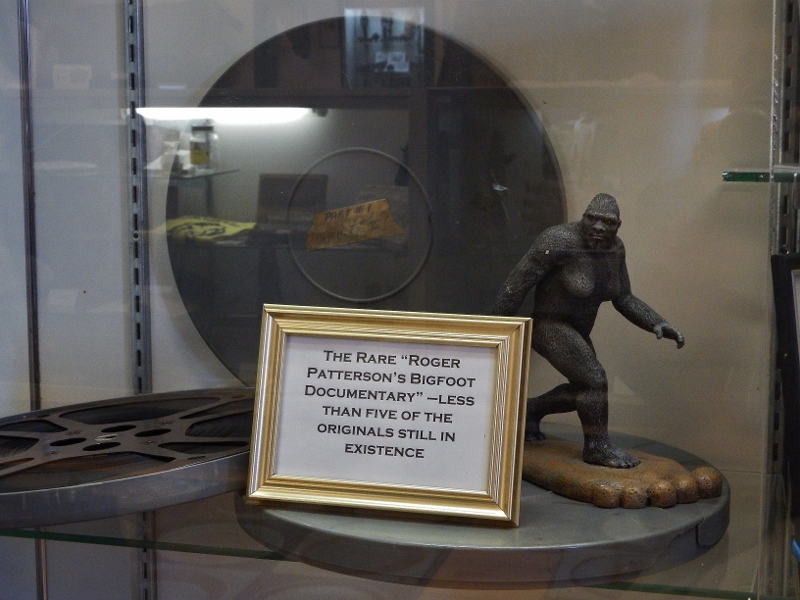 THE RARE "ROGER
PATTERSON'S BIGFOOT
DOCUMENTARY" —LESS
THAN FIVE OF THE
ORIGINALS STILL IN
EXISTENCE